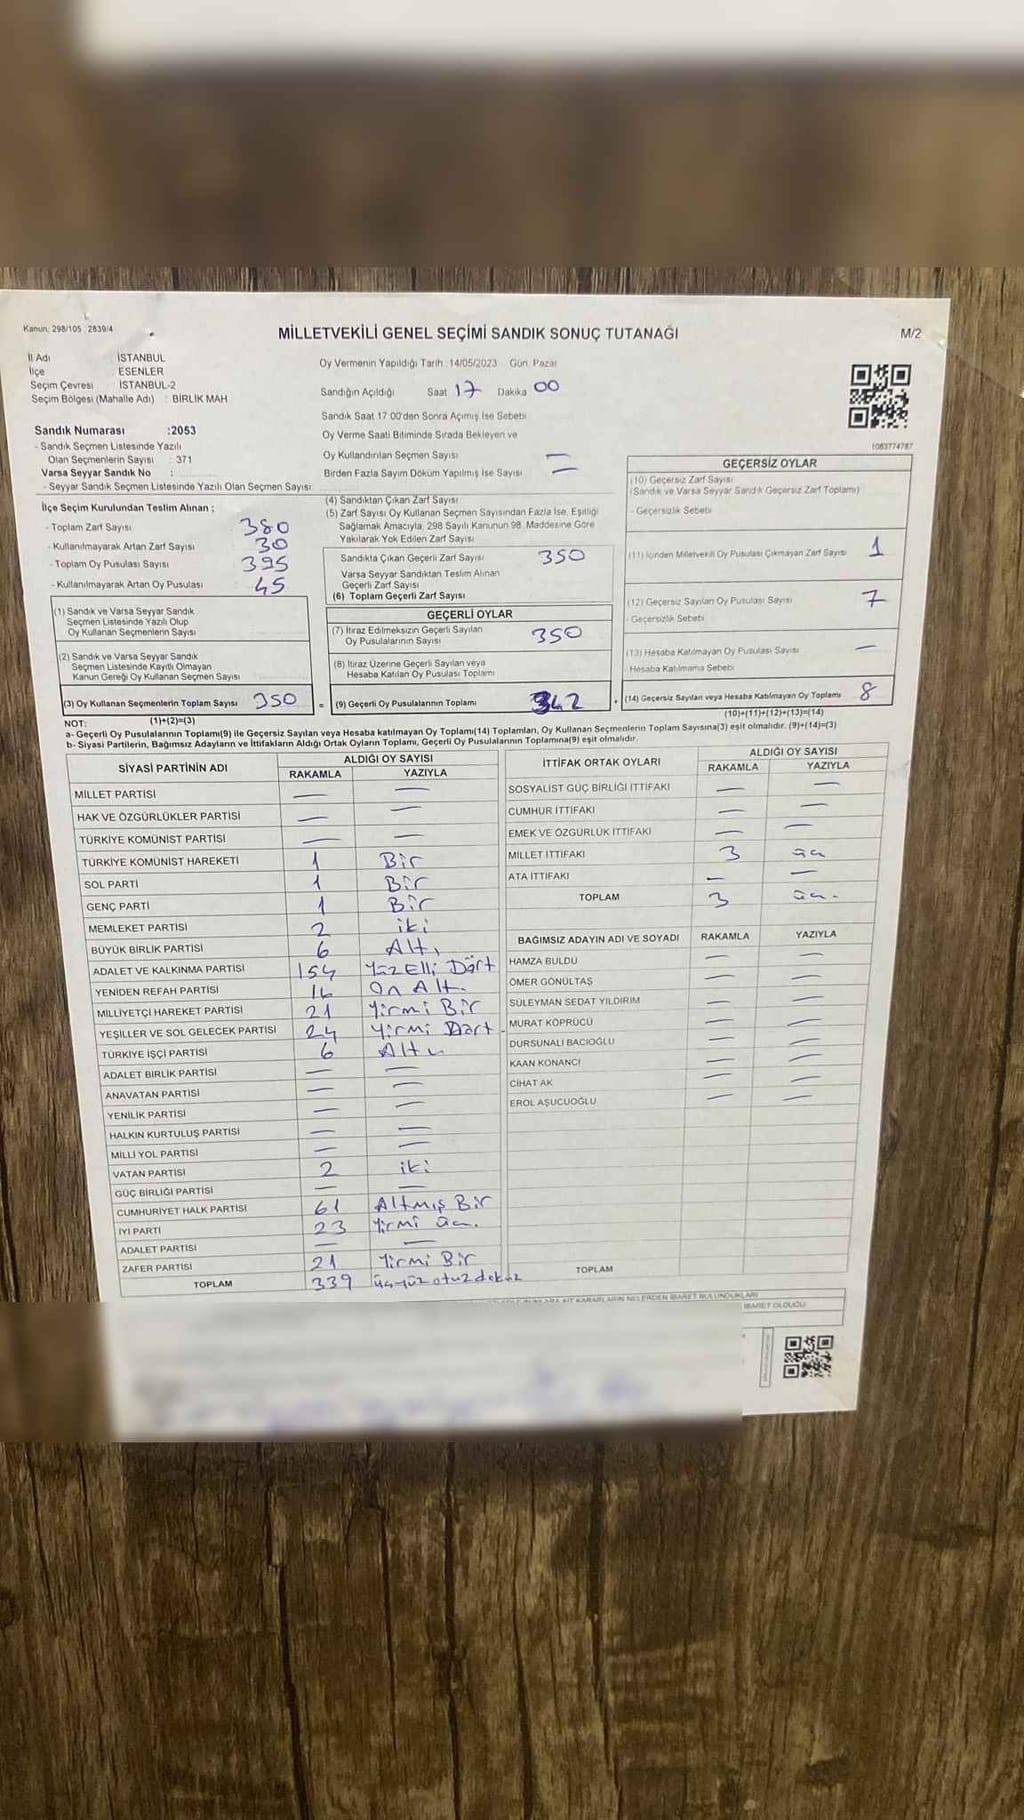 Kanun: 298/105, 2839/4
MİLLETVEKİLİ GENEL SEÇİMİ SANDIK SONUÇ TUTANAĞI
M/2
İl Adı : İSTANBUL
İlçe : ESENLER
Seçim Çevresi : İSTANBUL-2
Seçim Bölgesi (Mahalle Adı) : BİRLİK MAH
Sandık Numarası :2053
- Sandık Seçmen Listesinde Yazılı
Olan Seçmenlerin Sayısı : 371
Varsa Seyyar Sandık No :
- Seyyar Sandık Seçmen Listesinde Yazılı Olan Seçmen Sayısı:
Oy Vermenin Yapıldığı Tarih : 14/05/2023 Gün: Pazar
Sandığın Açıldığı Saat 17 Dakika 00
Sandık Saat 17:00'den Sonra Açımış İse Sebebi
Oy Verme Saati Bitiminde Sırada Bekleyen ve
Oy Kullandırılan Seçmen Sayısı —
Birden Fazla Sayım Döküm Yapılmış İse Sayısı —
1083774787
İlçe Seçim Kurulundan Teslim Alınan ;
- Toplam Zarf Sayısı 380
- Kullanılmayarak Artan Zarf Sayısı 30
- Toplam Oy Pusulası Sayısı 395
- Kullanılmayarak Artan Oy Pusulası 45
(1) Sandık ve Varsa Seyyar Sandık
Seçmen Listesinde Yazılı Olup
Oy Kullanan Seçmenlerin Sayısı
(2) Sandık ve Varsa Seyyar Sandık
Seçmen Listesinde Kayıtlı Olmayan
Kanun Gereği Oy Kullanan Seçmen Sayısı
(3) Oy Kullanan Seçmenlerin Toplam Sayısı 350
(1)+(2)=(3)
(4) Sandıktan Çıkan Zarf Sayısı
(5) Zarf Sayısı Oy Kullanan Seçmen Sayısından Fazla İse, Eşitliği
Sağlamak Amacıyla, 298 Sayılı Kanunun 98. Maddesine Göre
Yakılarak Yok Edilen Zarf Sayısı
Sandıkta Çıkan Geçerli Zarf Sayısı 350
Varsa Seyyar Sandıktan Teslim Alınan
Geçerli Zarf Sayısı
(6) Toplam Geçerli Zarf Sayısı
GEÇERLİ OYLAR
(7) İtiraz Edilmeksizin Geçerli Sayılan
Oy Pusulalarının Sayısı 350
(8) İtiraz Üzerine Geçerli Sayılan veya
Hesaba Katılan Oy Pusulası Toplamı
= (9) Geçerli Oy Pusulalarının Toplamı 342
GEÇERSİZ OYLAR
(10) Geçersiz Zarf Sayısı
(Sandık ve Varsa Seyyar Sandık Geçersiz Zarf Toplamı)
- Geçersizlik Sebebi
(11) İçinden Milletvekili Oy Pusulası Çıkmayan Zarf Sayısı 1
(12) Geçersiz Sayılan Oy Pusulası Sayısı 7
- Geçersizlik Sebebi
(13) Hesaba Katılmayan Oy Pusulası Sayısı —
Hesaba Katılmama Sebebi
+ (14) Geçersiz Sayılan veya Hesaba Katılmayan Oy Toplamı 8
(10)+(11)+(12)+(13)=(14)
NOT:
a- Geçerli Oy Pusulalarının Toplamı(9) ile Geçersiz Sayılan veya Hesaba katılmayan Oy Toplamı(14) Toplamları, Oy Kullanan Seçmenlerin Toplam Sayısına(3) eşit olmalıdır. (9)+(14)=(3)
b- Siyasi Partilerin, Bağımsız Adayların ve İttifakların Aldığı Ortak Oyların Toplamı, Geçerli Oy Pusulalarının Toplamına(9) eşit olmalıdır.
SİYASİ PARTİNİN ADI ALDIĞI OY SAYISI
RAKAMLA YAZIYLA
MİLLET PARTİSİ — —
HAK VE ÖZGÜRLÜKLER PARTİSİ — —
TÜRKİYE KOMÜNİST PARTİSİ — —
TÜRKİYE KOMÜNİST HAREKETİ 1 Bir
SOL PARTİ 1 Bir
GENÇ PARTİ 1 Bir
MEMLEKET PARTİSİ 2 iki
BÜYÜK BİRLİK PARTİSİ 6 Altı
ADALET VE KALKINMA PARTİSİ 154 Yüz Elli Dört
YENİDEN REFAH PARTİSİ 16 On Altı
MİLLİYETÇİ HAREKET PARTİSİ 21 Yirmi Bir
YEŞİLLER VE SOL GELECEK PARTİSİ 24 Yirmi Dört
TÜRKİYE İŞÇİ PARTİSİ 6 Altı
ADALET BİRLİK PARTİSİ — —
ANAVATAN PARTİSİ — —
YENİLİK PARTİSİ — —
HALKIN KURTULUŞ PARTİSİ — —
MİLLİ YOL PARTİSİ — —
VATAN PARTİSİ 2 iki
GÜÇ BİRLİĞİ PARTİSİ — —
CUMHURİYET HALK PARTİSİ 61 Altmış Bir
İYİ PARTİ 23 Yirmi üç.
ADALET PARTİSİ — —
ZAFER PARTİSİ 21 Yirmi Bir
TOPLAM 339 üçyüz otuz dokuz
İTTİFAK ORTAK OYLARI ALDIĞI OY SAYISI
RAKAMLA YAZIYLA
SOSYALİST GÜÇ BİRLİĞİ İTTİFAKI — —
CUMHUR İTTİFAKI — —
EMEK VE ÖZGÜRLÜK İTTİFAKI — —
MİLLET İTTİFAKI 3 üç
ATA İTTİFAKI — —
TOPLAM 3 üç.
BAĞIMSIZ ADAYIN ADI VE SOYADI RAKAMLA YAZIYLA
HAMZA BULDU — —
ÖMER GÖNÜLTAŞ — —
SÜLEYMAN SEDAT YILDIRIM — —
MURAT KÖPRÜCÜ — —
DURSUNALİ BACIOĞLU — —
KAAN KONANCI — —
CİHAT AK — —
EROL AŞUCUOĞLU — —
TOPLAM
İBARET OLDUĞU